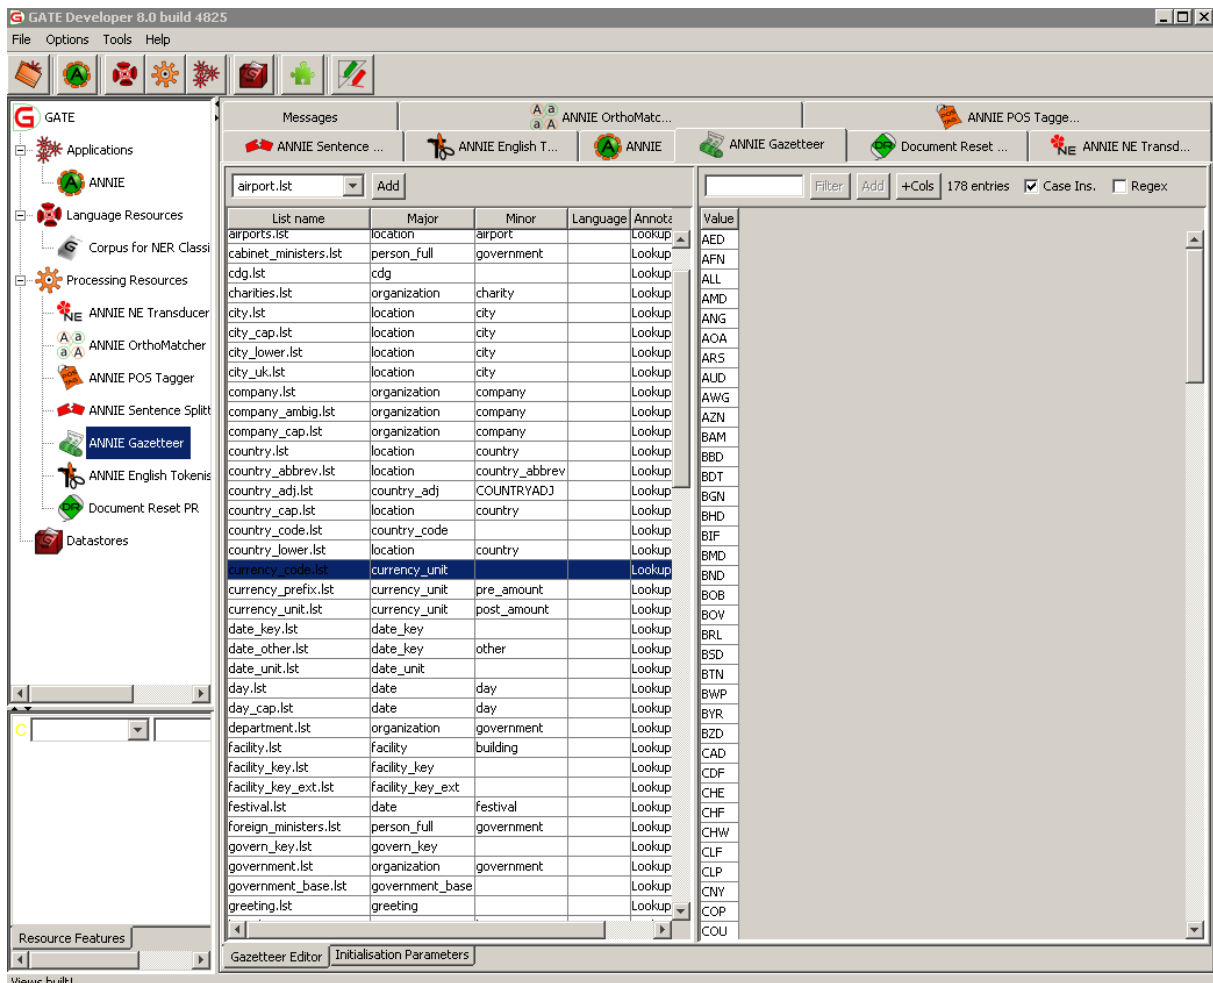 GATE Developer 8.0 build 4825
File Options Tools Help
GATE
Applications
ANNIE
Language Resources
Corpus for NER Classi
Processing Resources
ANNIE NE Transducer
ANNIE OrthoMatcher
ANNIE POS Tagger
ANNIE Sentence Splitt
ANNIE Gazetteer
ANNIE English Tokenis
Document Reset PR
Datastores
Resource Features
Messages ANNIE OrthoMatc... ANNIE POS Tagge...
ANNIE Sentence ... ANNIE English T... ANNIE ANNIE Gazetteer Document Reset ... ANNIE NE Transd...
airport.lst Add
List name Major Minor Language Annota
airports.lst location airport Lookup
cabinet_ministers.lst person_full government Lookup
cdg.lst cdg Lookup
charities.lst organization charity Lookup
city.lst location city Lookup
city_cap.lst location city Lookup
city_lower.lst location city Lookup
city_uk.lst location city Lookup
company.lst organization company Lookup
company_ambig.lst organization company Lookup
company_cap.lst organization company Lookup
country.lst location country Lookup
country_abbrev.lst location country_abbrev Lookup
country_adj.lst country_adj COUNTRYADJ Lookup
country_cap.lst location country Lookup
country_code.lst country_code Lookup
country_lower.lst location country Lookup
currency_code.lst currency_unit Lookup
currency_prefix.lst currency_unit pre_amount Lookup
currency_unit.lst currency_unit post_amount Lookup
date_key.lst date_key Lookup
date_other.lst date_key other Lookup
date_unit.lst date_unit Lookup
day.lst date day Lookup
day_cap.lst date day Lookup
department.lst organization government Lookup
facility.lst facility building Lookup
facility_key.lst facility_key Lookup
facility_key_ext.lst facility_key_ext Lookup
festival.lst date festival Lookup
foreign_ministers.lst person_full government Lookup
govern_key.lst govern_key Lookup
government.lst organization government Lookup
government_base.lst government_base Lookup
greeting.lst greeting Lookup
Filter Add +Cols 178 entries Case Ins. Regex
Value
AED
AFN
ALL
AMD
ANG
AOA
ARS
AUD
AWG
AZN
BAM
BBD
BDT
BGN
BHD
BIF
BMD
BND
BOB
BOV
BRL
BSD
BTN
BWP
BYR
BZD
CAD
CDF
CHE
CHF
CHW
CLF
CLP
CNY
COP
COU
Gazetteer Editor Initialisation Parameters
Views built!